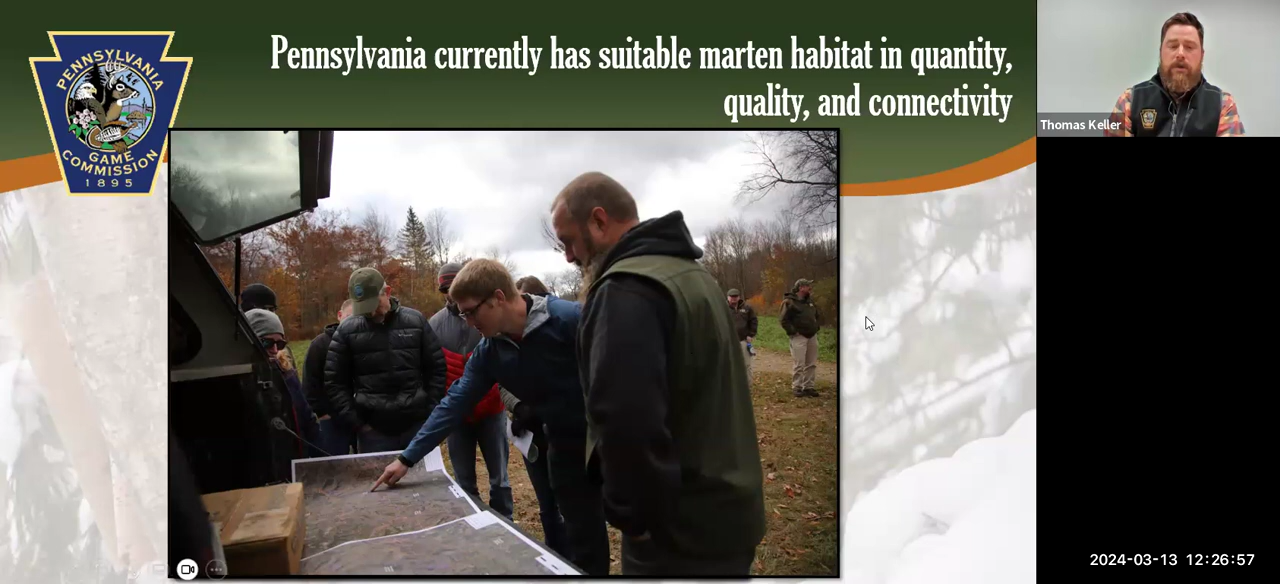 Pennsylvania currently has suitable marten habitat in quantity,
quality, and connectivity
PENNSYLVANIA
GAME
COMMISSION
1895
Thomas Keller
2024-03-13 12:26:57